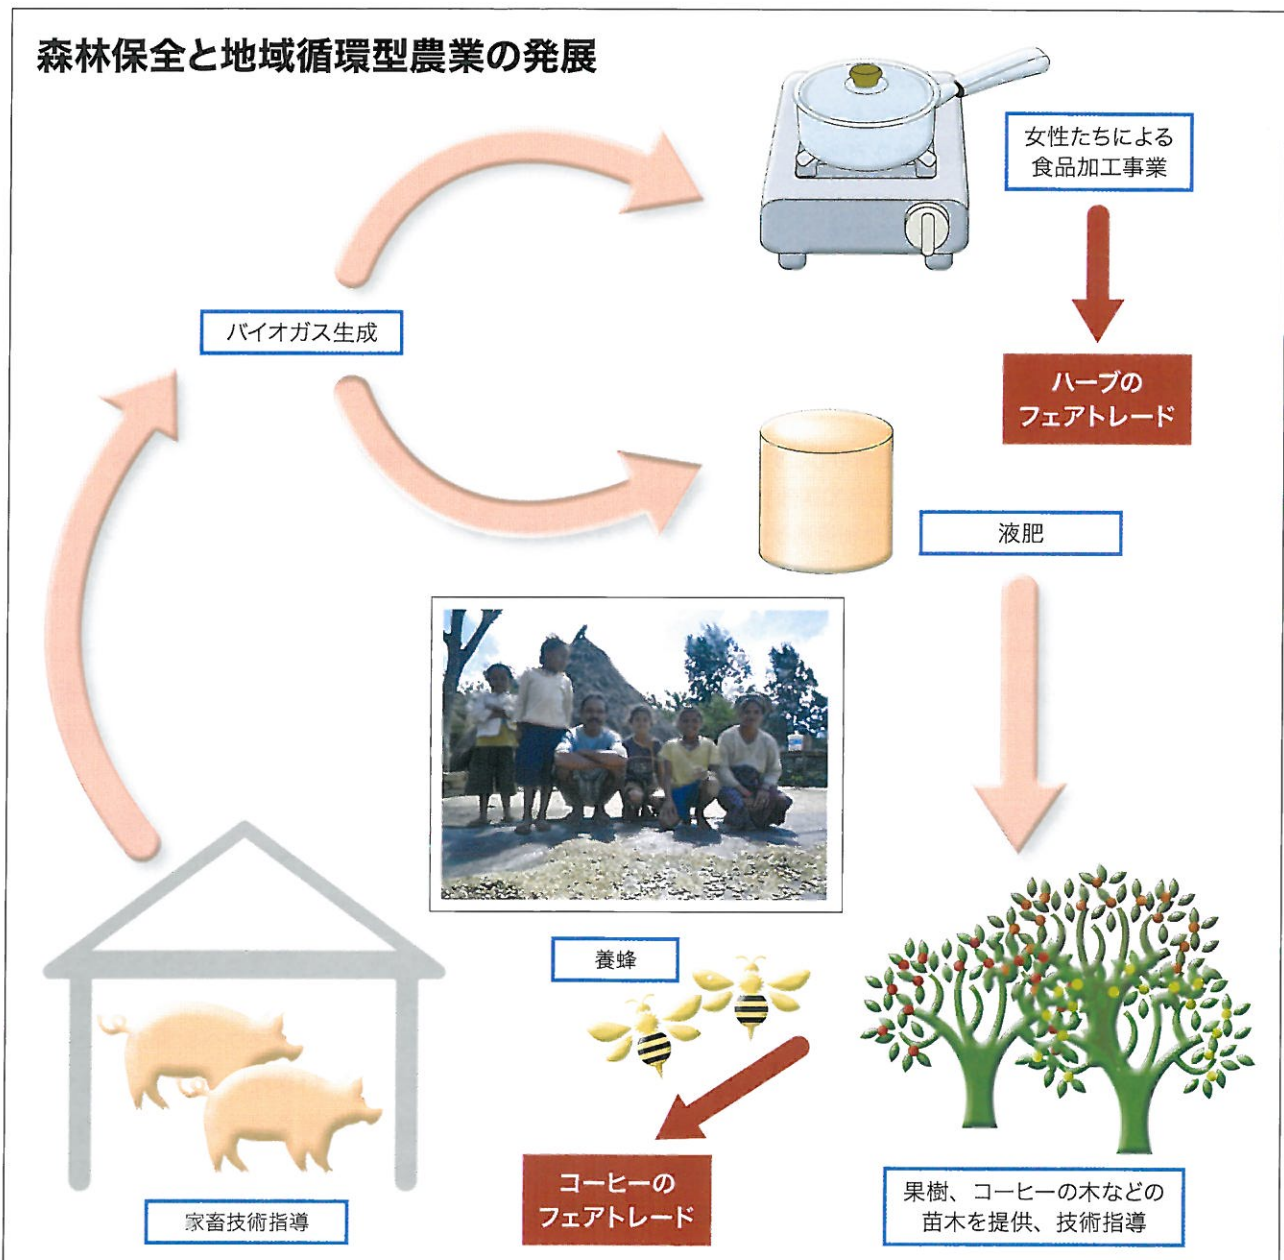 森林保全と地域循環型農業の発展
女性たちによる
食品加工事業
バイオガス生成
ハーブの
フェアトレード
液肥
養蜂
コーヒーの
フェアトレード
家畜技術指導
果樹、コーヒーの木などの
苗木を提供、技術指導